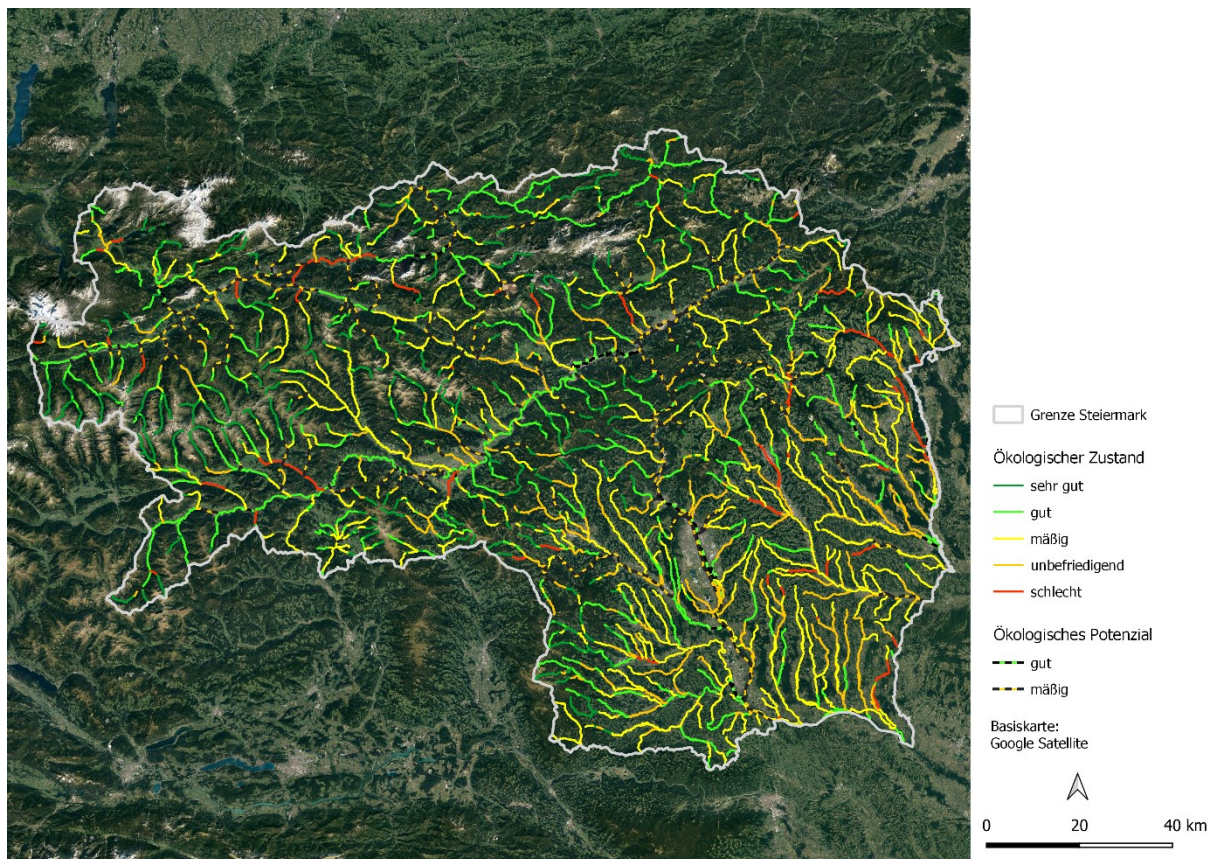 Grenze Steiermark
Ökologischer Zustand
sehr gut
gut
mäßig
unbefriedigend
schlecht
Ökologisches Potenzial
gut
mäßig
Basiskarte:
Google Satellite
0 20 40 km